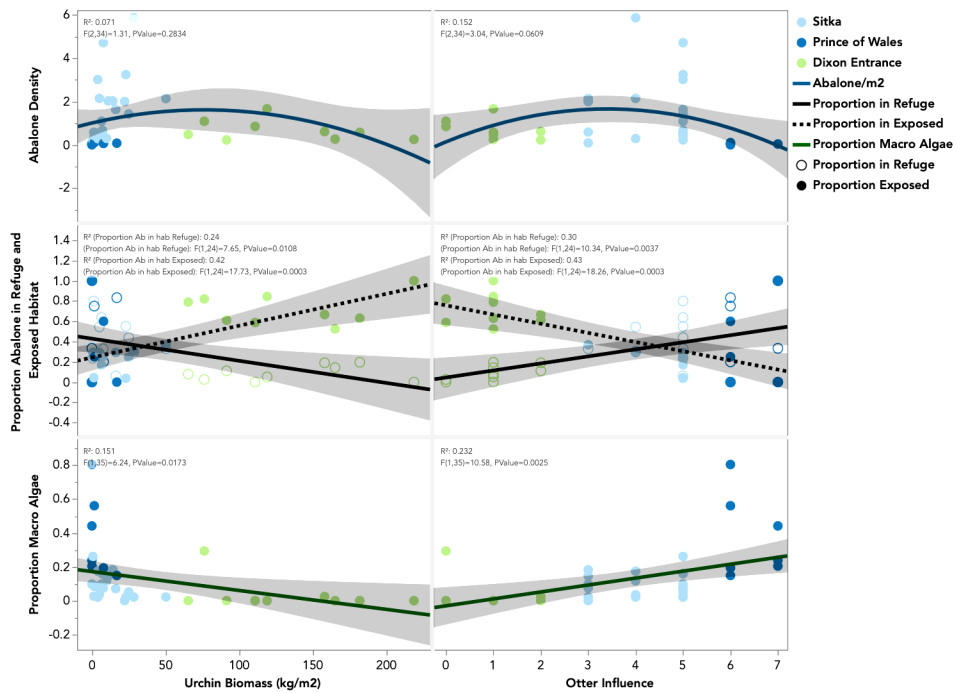 R²: 0.071
F(2,34)=1.31, PValue=0.2834
R²: 0.152
F(2,34)=3.04, PValue=0.0609
6
4
2
0
-2
Abalone Density
Sitka
Prince of Wales
Dixon Entrance
Abalone/m2
Proportion in Refuge
Proportion in Exposed
Proportion Macro Algae
Proportion in Refuge
Proportion Exposed
R² (Proportion Ab in hab Refuge): 0.24
(Proportion Ab in hab Refuge): F(1,24)=7.65, PValue=0.0108
R² (Proportion Ab in hab Exposed): 0.42
(Proportion Ab in hab Exposed): F(1,24)=17.73, PValue=0.0003
R² (Proportion Ab in hab Refuge): 0.30
(Proportion Ab in hab Refuge): F(1,24)=10.34, PValue=0.0037
R² (Proportion Ab in hab Exposed): 0.43
(Proportion Ab in hab Exposed): F(1,24)=18.26, PValue=0.0003
1.4
1.2
1.0
0.8
0.6
0.4
0.2
0
-0.2
-0.4
Proportion Abalone in Refuge and
Exposed Habitat
R²: 0.151
F(1,35)=6.24, PValue=0.0173
R²: 0.232
F(1,35)=10.58, PValue=0.0025
0.8
0.6
0.4
0.2
0
-0.2
Proportion Macro Algae
0 50 100 150 200
0 1 2 3 4 5 6 7
Urchin Biomass (kg/m2)
Otter Influence